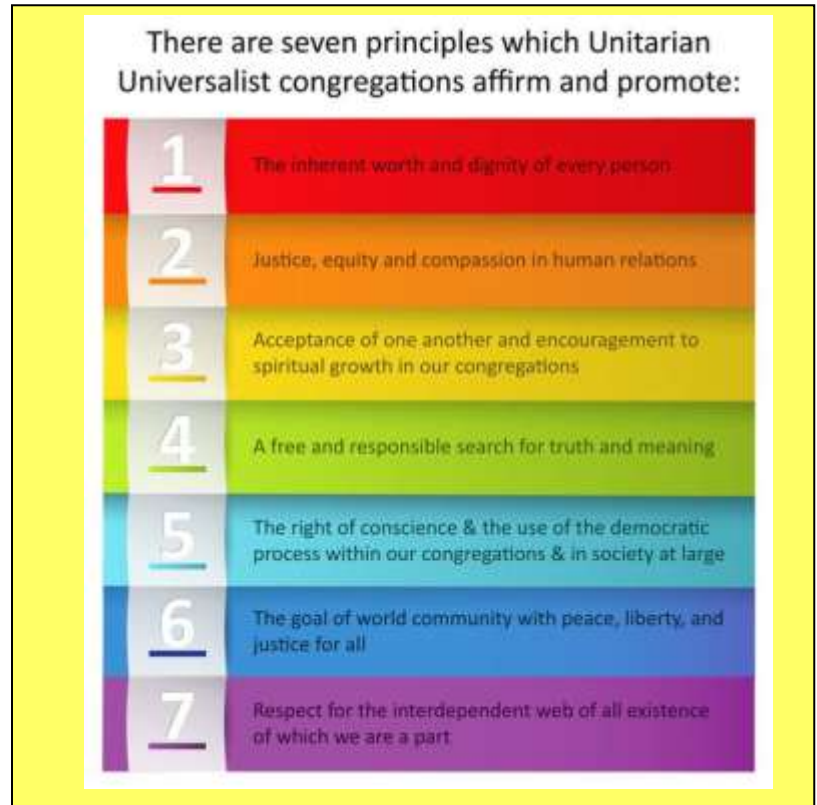 There are seven principles which Unitarian
Universalist congregations affirm and promote:
1
The inherent worth and dignity of every person
2
Justice, equity and compassion in human relations
3
Acceptance of one another and encouragement to
spiritual growth in our congregations
4
A free and responsible search for truth and meaning
5
The right of conscience & the use of the democratic
process within our congregations & in society at large
6
The goal of world community with peace, liberty, and
justice for all
7
Respect for the interdependent web of all existence
of which we are a part